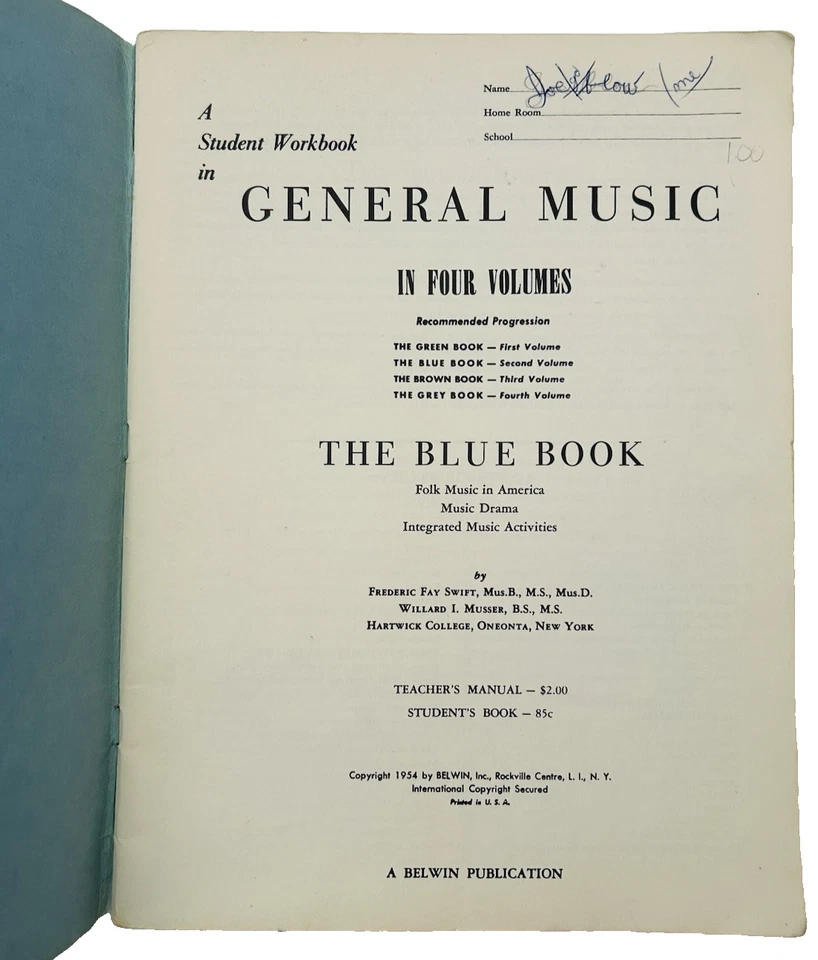 Name Joe Blow (me)
Home Room
School
100
A
Student Workbook
in
GENERAL MUSIC
IN FOUR VOLUMES
Recommended Progression
THE GREEN BOOK — First Volume
THE BLUE BOOK — Second Volume
THE BROWN BOOK — Third Volume
THE GREY BOOK — Fourth Volume
THE BLUE BOOK
Folk Music in America
Music Drama
Integrated Music Activities
by
FREDERIC FAY SWIFT, Mus.B., M.S., Mus.D.
WILLARD I. MUSSER, B.S., M.S.
HARTWICK COLLEGE, ONEONTA, NEW YORK
TEACHER'S MANUAL — $2.00
STUDENT'S BOOK — 85c
Copyright 1954 by BELWIN, Inc., Rockville Centre, L. I., N. Y.
International Copyright Secured
Printed in U. S. A.
A BELWIN PUBLICATION